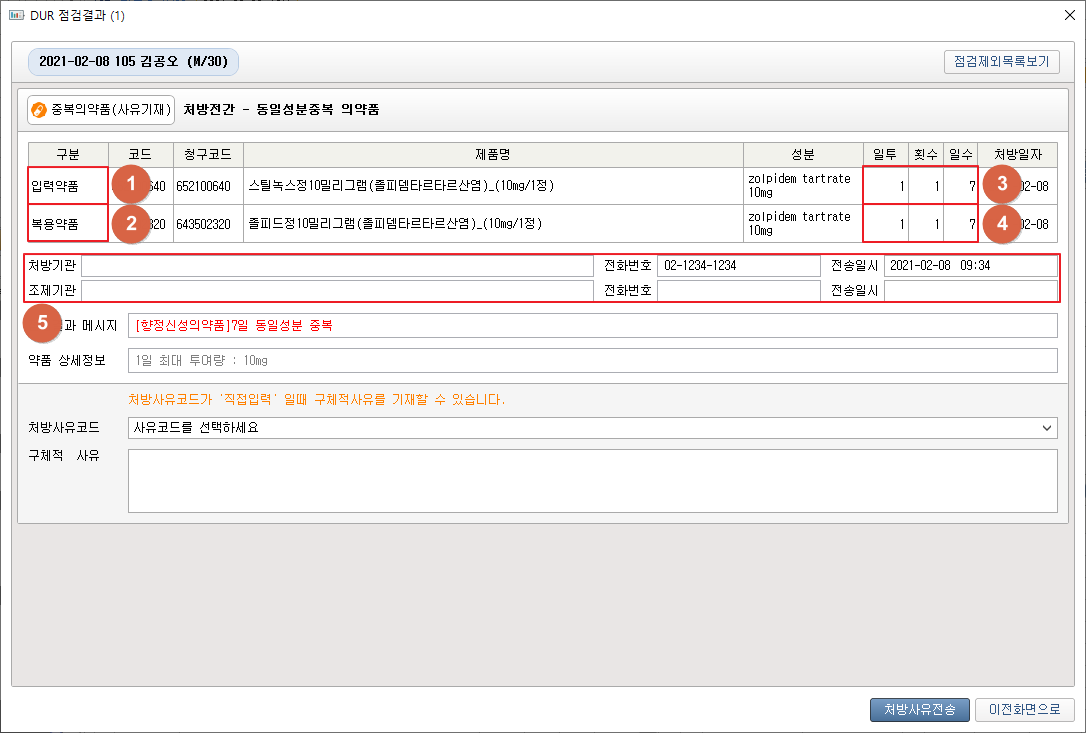 DUR 점검결과 (1)
2021-02-08 105 김공오 (M/30)
점검제외목록보기
중복의약품(사유기재) 처방전간 - 동일성분중복 의약품
구분 코드 청구코드 제품명 성분 일투 횟수 일수 처방일자
입력약품 1 640 652100640 스틸녹스정10밀리그램(졸피뎀타르타르산염)_(10mg/1정) zolpidem tartrate 10mg 1 1 7 3 02-08
복용약품 2 320 643502320 졸피드정10밀리그램(졸피뎀타르타르산염)_(10mg/1정) zolpidem tartrate 10mg 1 1 7 4 02-08
처방기관 전화번호 02-1234-1234 전송일시 2021-02-08 09:34
조제기관 전화번호 전송일시
5 과 메시지 [향정신성의약품]7일 동일성분 중복
약품 상세정보 1일 최대 투여량 : 10mg
처방사유코드가 '직접입력' 일때 구체적사유를 기재할 수 있습니다.
처방사유코드 사유코드를 선택하세요
구체적 사유
처방사유전송 이전화면으로